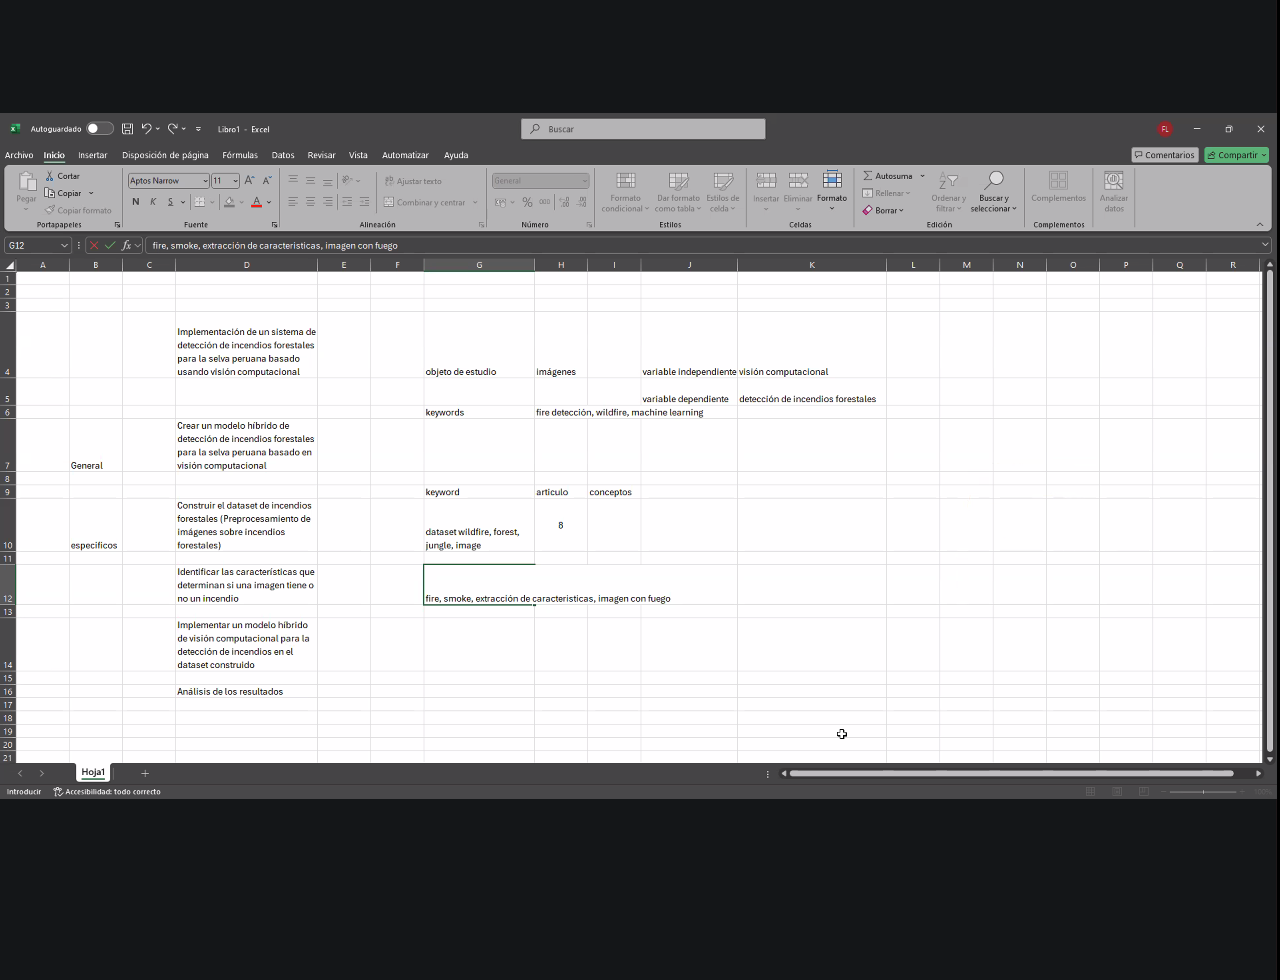 Autoguardado Libro1 - Excel Buscar FL
Archivo Inicio Insertar Disposición de página Fórmulas Datos Revisar Vista Automatizar Ayuda Comentarios Compartir
Pegar Cortar Copiar Copiar formato Portapapeles
Aptos Narrow 11 A A N K S A Fuente
Ajustar texto Combinar y centrar Alineación
General % 000 Número
Formato condicional Dar formato como tabla Estilos de celda Estilos
Insertar Eliminar Formato Celdas
Autosuma Rellenar Borrar Ordenar y filtrar Buscar y seleccionar Edición
Complementos Complementos
Analizar datos
G12 fx fire, smoke, extracción de caracteristicas, imagen con fuego
A B C D E F G H I J K L M N O P Q R
1
2
3
Implementación de un sistema de
detección de incendios forestales
para la selva peruana basado
4 usando visión computacional objeto de estudio imágenes variable independiente visión computacional
5 variable dependiente detección de incendios forestales
6 keywords fire detección, wildfire, machine learning
Crear un modelo híbrido de
detección de incendios forestales
para la selva peruana basado en
7 General visión computacional
8
9 keyword artículo conceptos
Construir el dataset de incendios
forestales (Preprocesamiento de
imágenes sobre incendios dataset wildfire, forest, 8
10 especificos forestales) jungle, image
11
Identificar las características que
determinan si una imagen tiene o
12 no un incendio fire, smoke, extracción de caracteristicas, imagen con fuego
13
Implementar un modelo híbrido
de visión computacional para la
detección de incendios en el
14 dataset construido
15
16 Análisis de los resultados
17
18
19
20
21
Hoja1
Introducir Accesibilidad: todo correcto